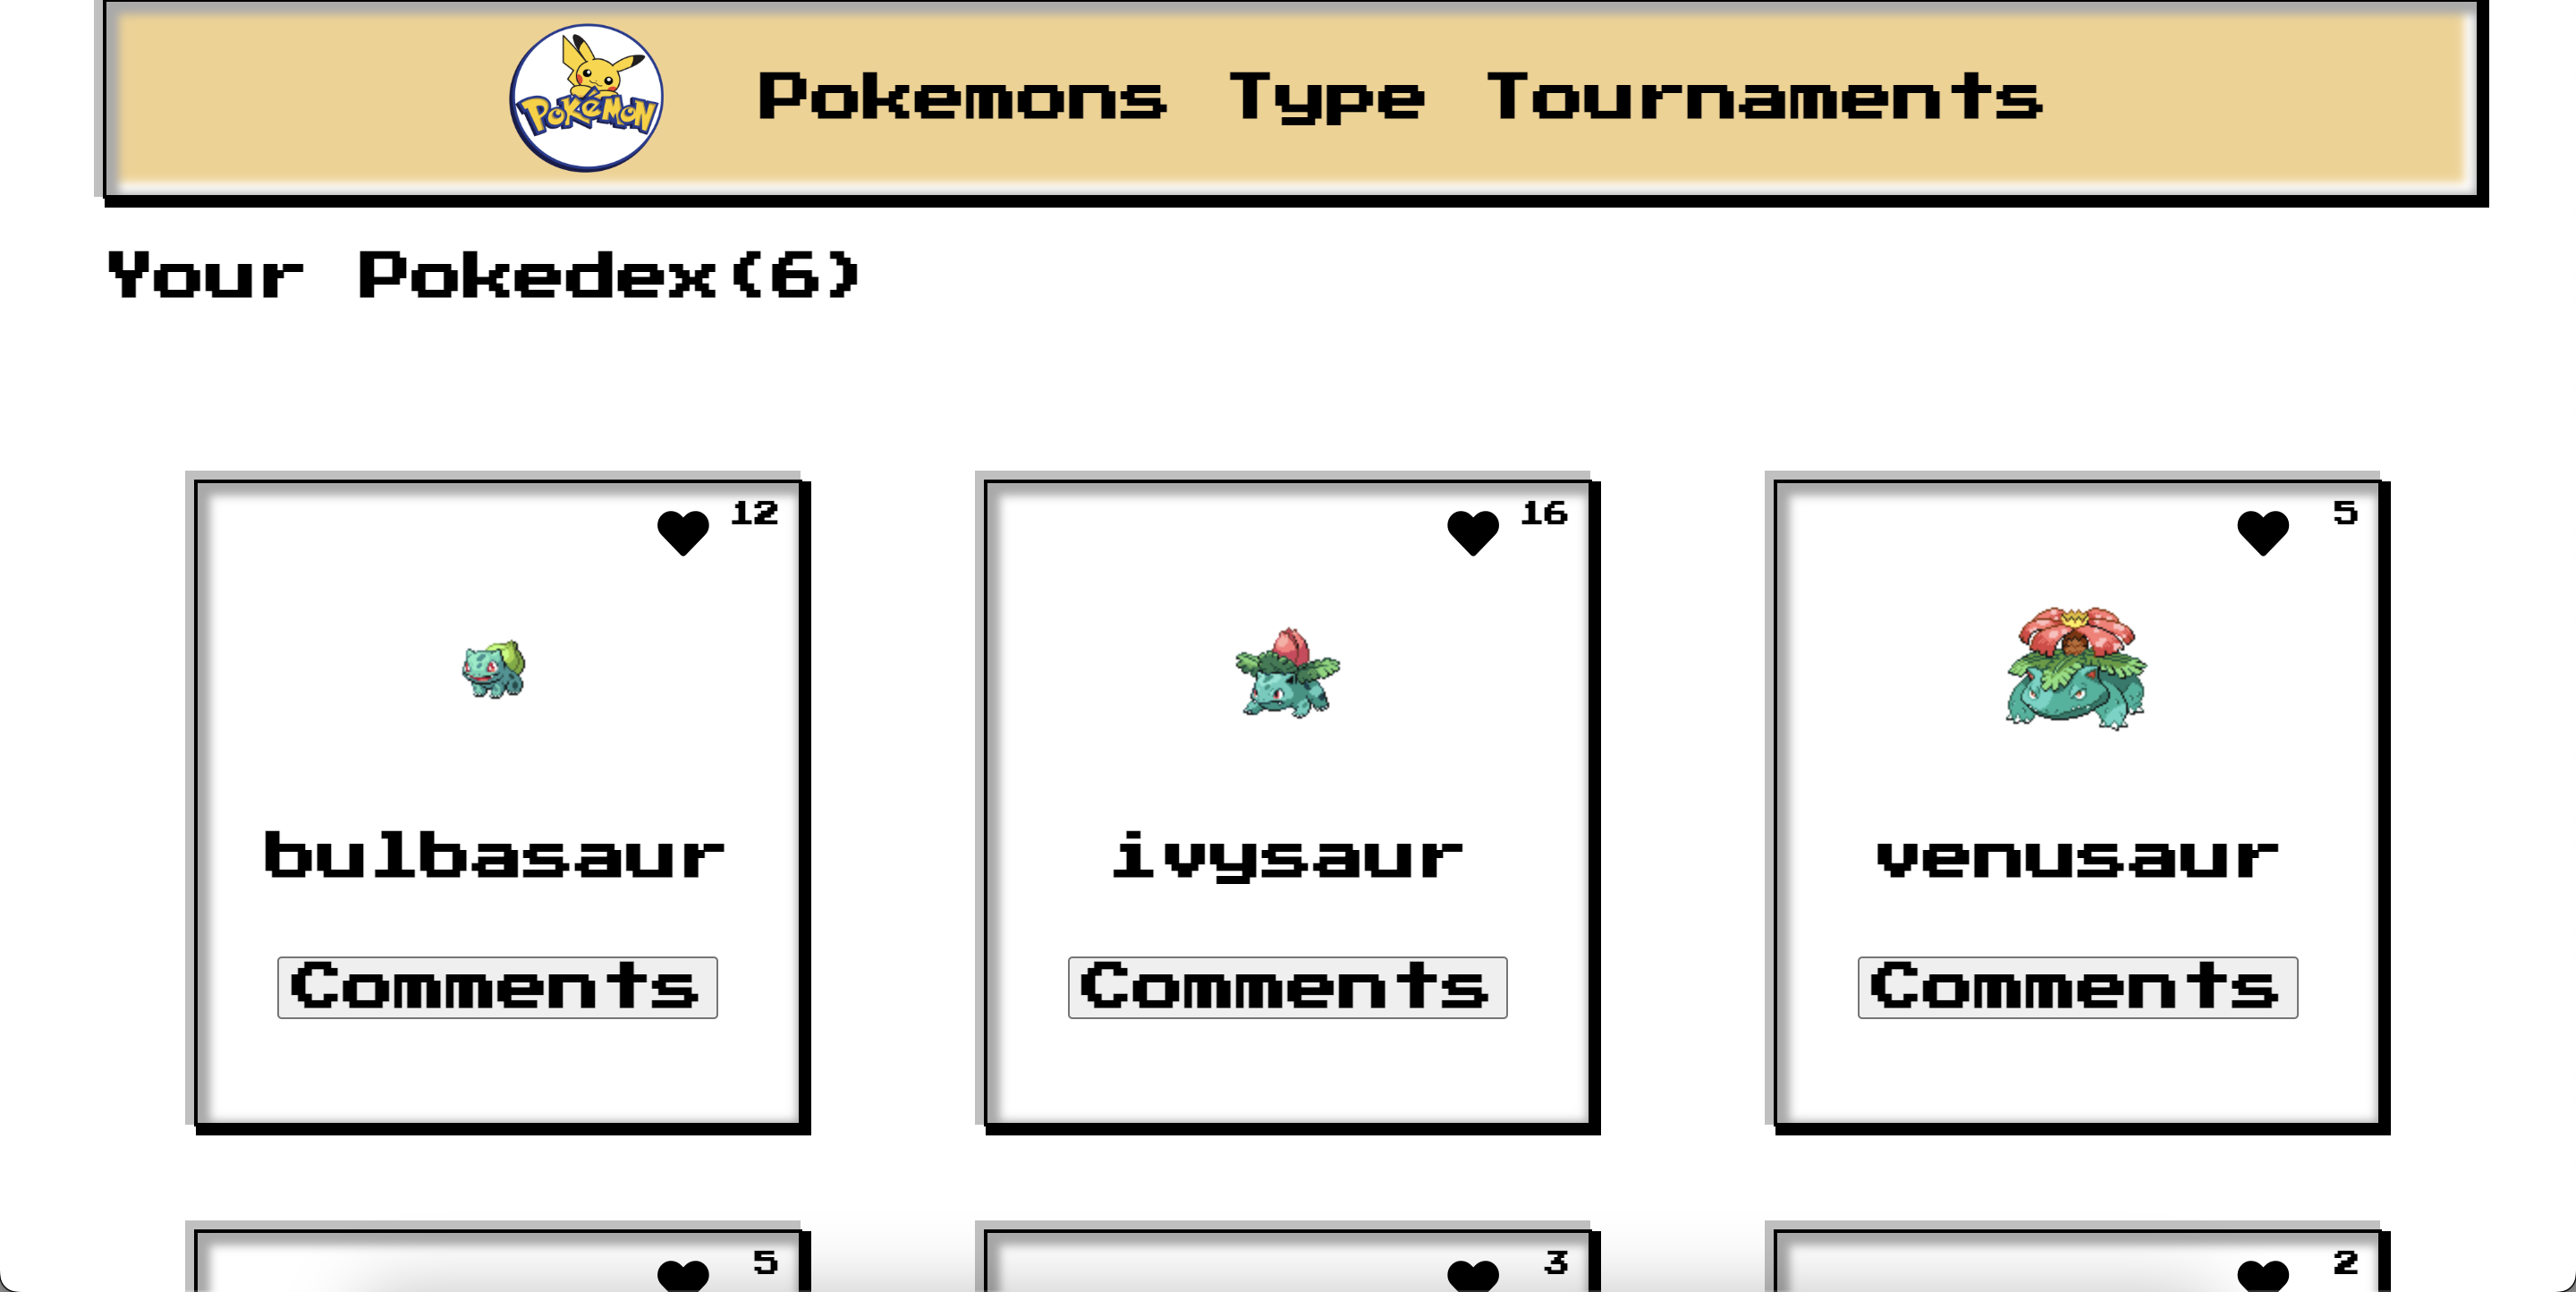 POKéMON
Pokemons Type Tournaments
Your Pokedex(6)
12
16
5
bulbasaur
ivysaur
venusaur
Comments
Comments
Comments
5
3
2